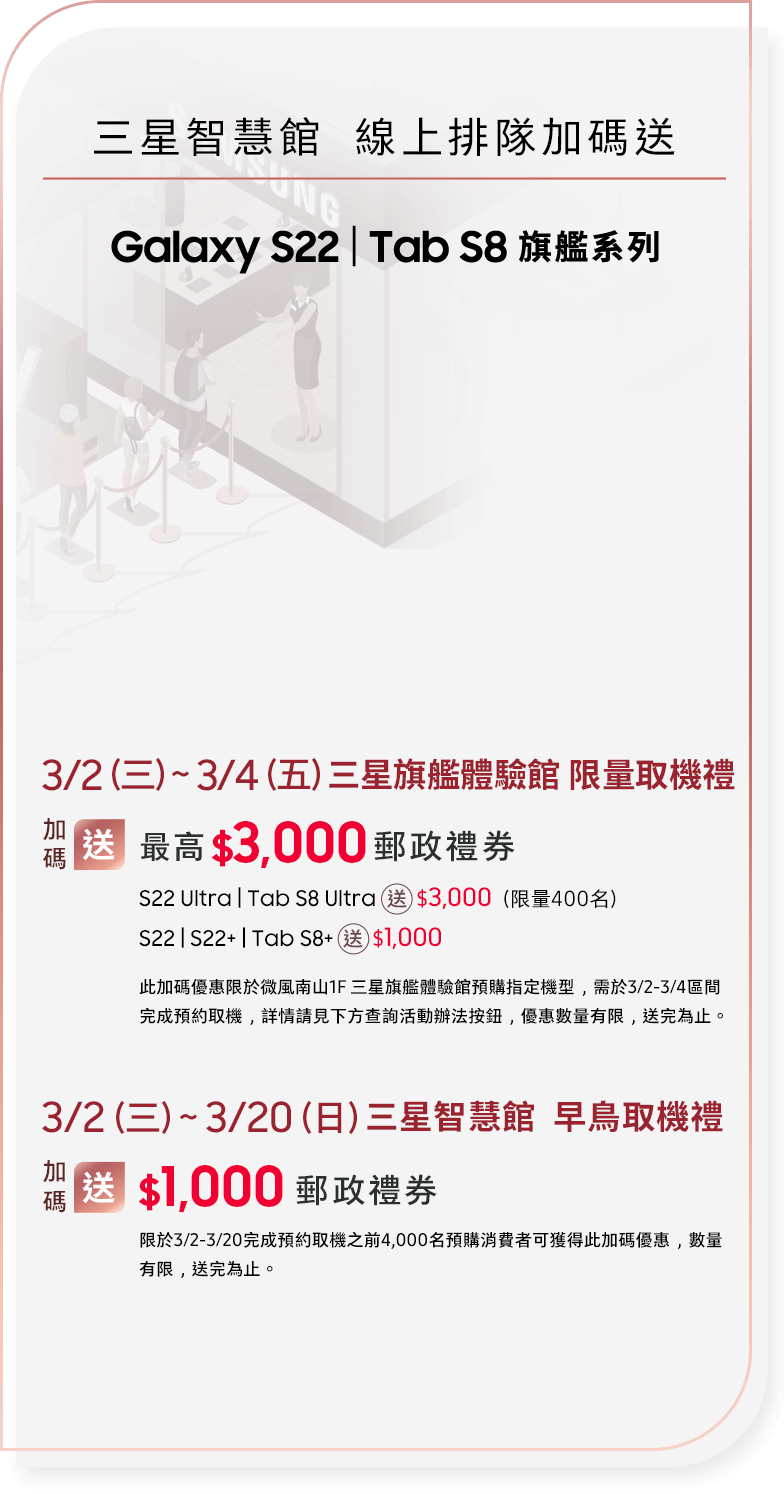 三星智慧館 線上排隊加碼送
SAMSUNG
Galaxy S22 | Tab S8 旗艦系列
3/2 (三) ~ 3/4 (五) 三星旗艦體驗館 限量取機禮
加碼 送 最高 $3,000 郵政禮券
S22 Ultra | Tab S8 Ultra 送 $3,000 (限量400名)
S22 | S22+ | Tab S8+ 送 $1,000
此加碼優惠限於微風南山1F 三星旗艦體驗館預購指定機型，需於3/2-3/4區間
完成預約取機，詳情請見下方查詢活動辦法按鈕，優惠數量有限，送完為止。
3/2 (三) ~ 3/20 (日) 三星智慧館 早鳥取機禮
加碼 送 $1,000 郵政禮券
限於3/2-3/20完成預約取機之前4,000名預購消費者可獲得此加碼優惠，數量
有限，送完為止。